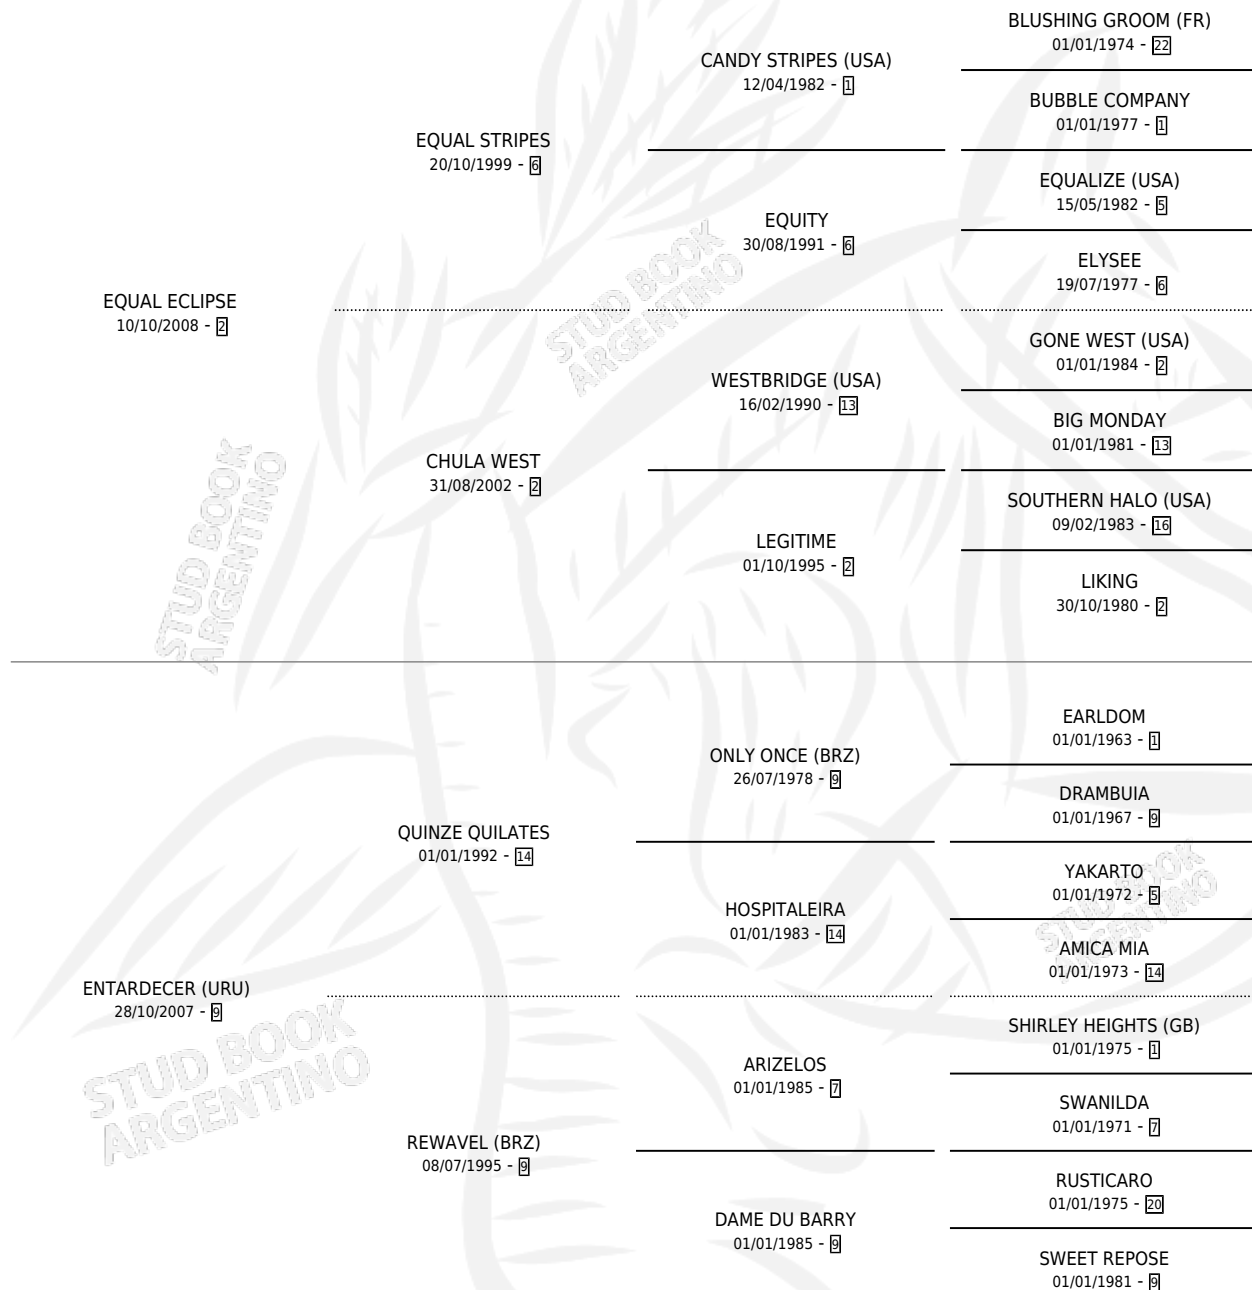 BLUSHING GROOM (FR)
01/01/1974 - 22
CANDY STRIPES (USA)
12/04/1982 - 1
BUBBLE COMPANY
01/01/1977 - 1
EQUAL STRIPES
20/10/1999 - 6
EQUALIZE (USA)
15/05/1982 - 5
EQUITY
30/08/1991 - 6
ELYSEE
19/07/1977 - 6
EQUAL ECLIPSE
10/10/2008 - 2
GONE WEST (USA)
01/01/1984 - 2
WESTBRIDGE (USA)
16/02/1990 - 13
BIG MONDAY
01/01/1981 - 13
CHULA WEST
31/08/2002 - 2
SOUTHERN HALO (USA)
09/02/1983 - 16
LEGITIME
01/10/1995 - 2
LIKING
30/10/1980 - 2
EARLDOM
01/01/1963 - 1
ONLY ONCE (BRZ)
26/07/1978 - 9
DRAMBUIA
01/01/1967 - 9
QUINZE QUILATES
01/01/1992 - 14
YAKARTO
01/01/1972 - 5
HOSPITALEIRA
01/01/1983 - 14
AMICA MIA
01/01/1973 - 14
ENTARDECER (URU)
28/10/2007 - 9
SHIRLEY HEIGHTS (GB)
01/01/1975 - 1
ARIZELOS
01/01/1985 - 7
SWANILDA
01/01/1971 - 7
REWAVEL (BRZ)
08/07/1995 - 9
RUSTICARO
01/01/1975 - 20
DAME DU BARRY
01/01/1985 - 9
SWEET REPOSE
01/01/1981 - 9
STUD BOOK
ARGENTINO
STUD BOOK
ARGENTINO
STUD BOOK
ARGENTINO
STUD BOOK
ARGENTINO